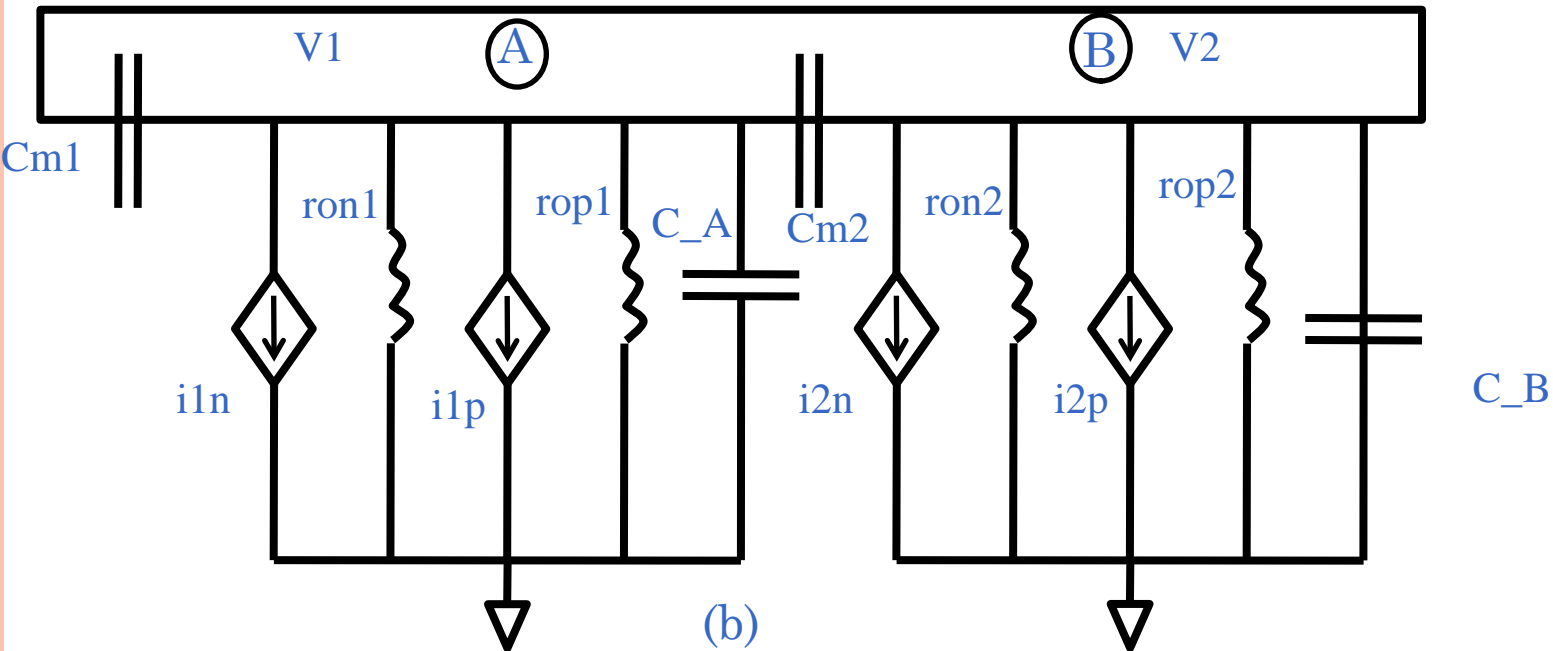 V1
A
B
V2
Cm1
ron1
rop1
C_A
Cm2
ron2
rop2
i1n
i1p
i2n
i2p
C_B
(b)